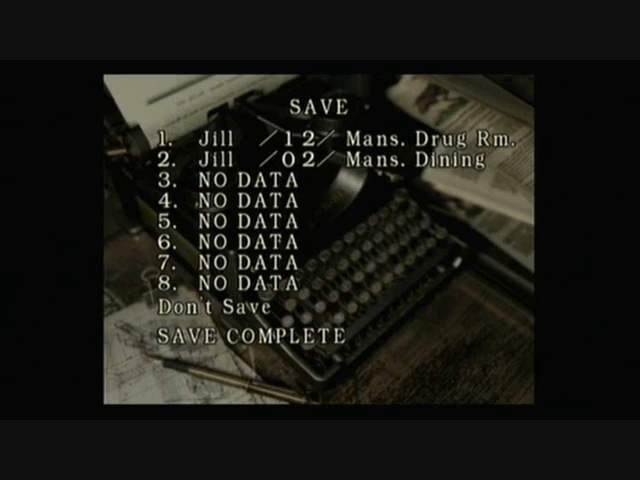 SAVE
1. Jill /12/ Mans. Drug Rm.
2. Jill /02/ Mans. Dining
3. NO DATA
4. NO DATA
5. NO DATA
6. NO DATA
7. NO DATA
8. NO DATA
Don't Save
SAVE COMPLETE